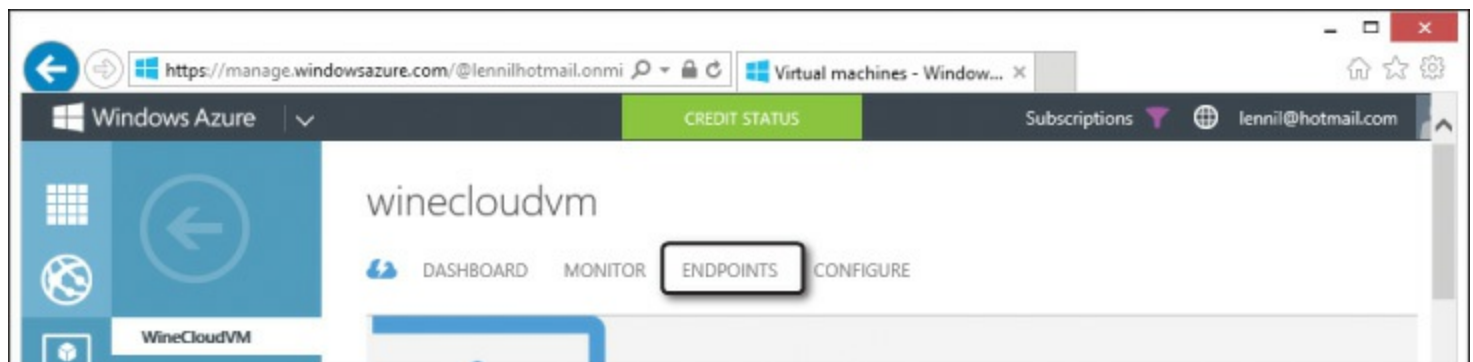 https://manage.windowsazure.com/@lennilhotmail.onmi
Virtual machines - Window...
Windows Azure
CREDIT STATUS
Subscriptions
lennil@hotmail.com
winecloudvm
DASHBOARD MONITOR ENDPOINTS CONFIGURE
WineCloudVM